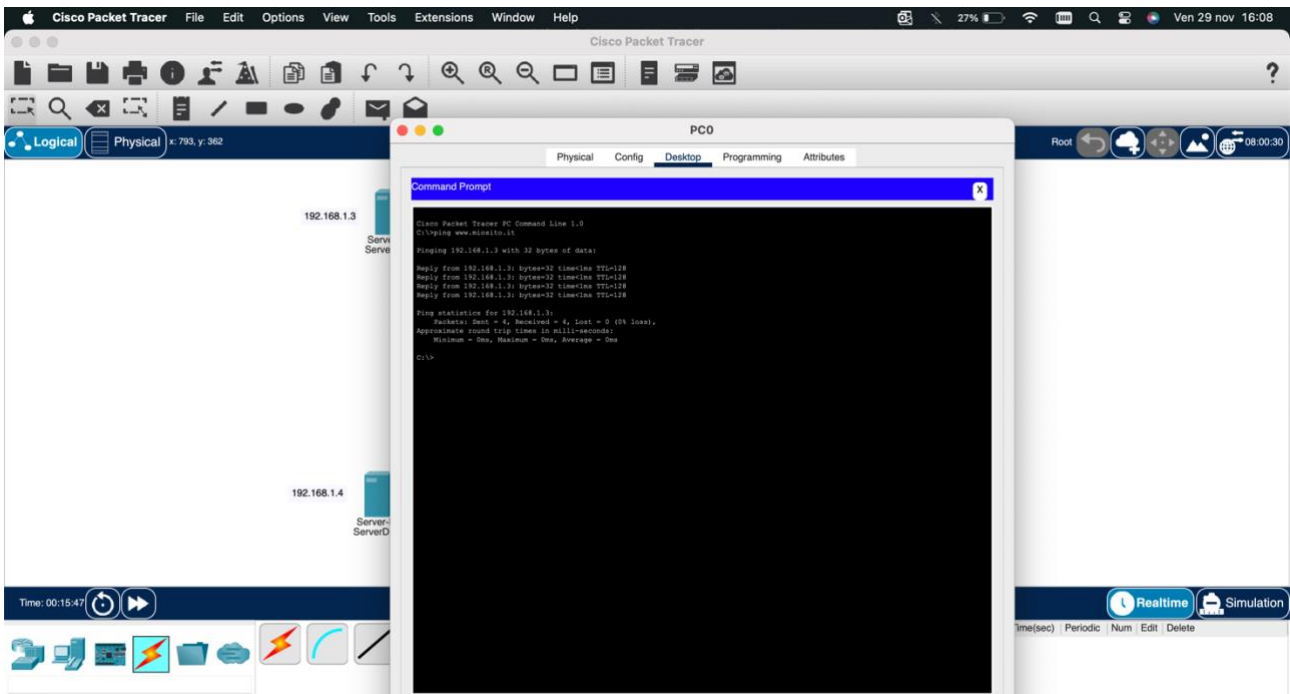 Cisco Packet Tracer File Edit Options View Tools Extensions Window Help 27% Ven 29 nov 16:08
Cisco Packet Tracer
?
Logical Physical x: 793, y: 362
Root 08:00:30
PC0
Physical Config Desktop Programming Attributes
Command Prompt
X
Cisco Packet Tracer PC Command Line 1.0
C:\>ping www.miosito.it
Pinging 192.168.1.3 with 32 bytes of data:
Reply from 192.168.1.3: bytes=32 time<1ms TTL=128
Reply from 192.168.1.3: bytes=32 time<1ms TTL=128
Reply from 192.168.1.3: bytes=32 time<1ms TTL=128
Reply from 192.168.1.3: bytes=32 time<1ms TTL=128
Ping statistics for 192.168.1.3:
Packets: Sent = 4, Received = 4, Lost = 0 (0% loss),
Approximate round trip times in milli-seconds:
Minimum = 0ms, Maximum = 0ms, Average = 0ms
C:\>
192.168.1.3
Serve
Serve
192.168.1.4
Server-
ServerD
Time: 00:15:47
Realtime Simulation
Time(sec) Periodic Num Edit Delete